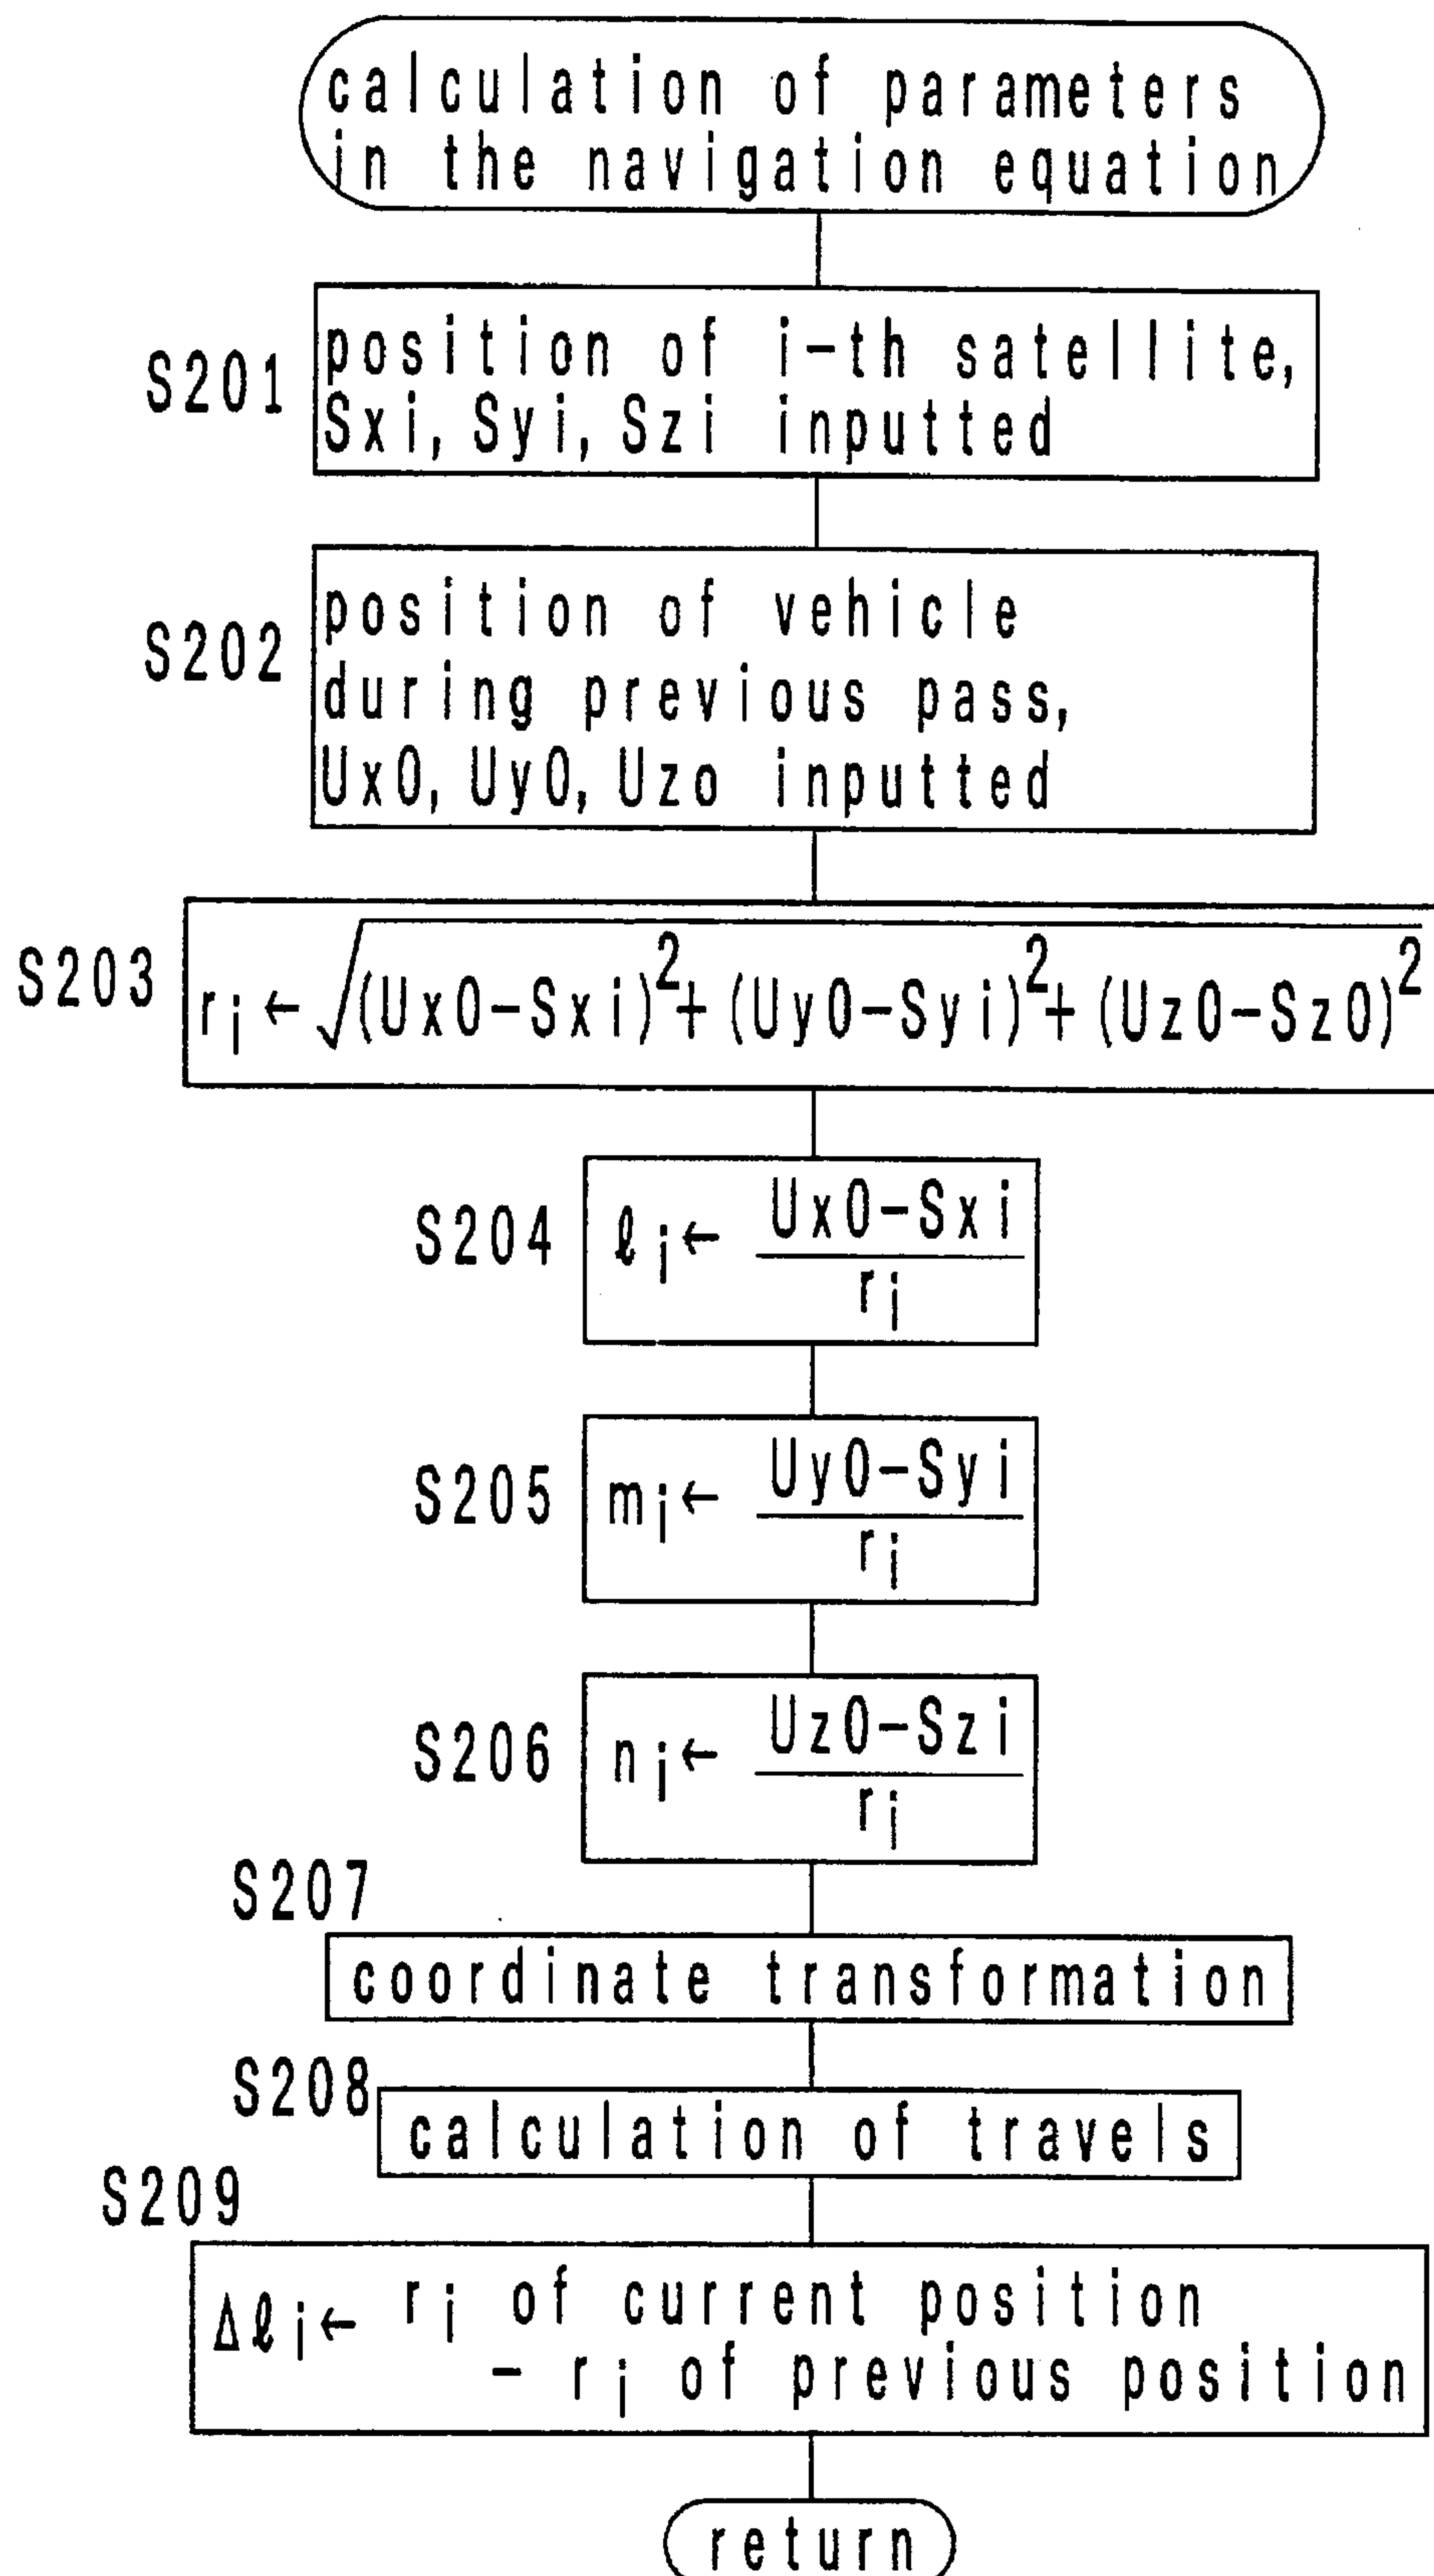 calculation of parameters
in the navigation equation
S201
position of i-th satellite,
Sxi, Syi, Szi inputted
S202
position of vehicle
during previous pass,
Ux0, Uy0, Uzo inputted
S203
ri ← √(Ux0-Sxi)²+(Uy0-Syi)²+(Uz0-Sz0)²
S204
ℓi← Ux0-Sxi
ri
S205
mi← Uy0-Syi
ri
S206
ni← Uz0-Szi
ri
S207
coordinate transformation
S208
calculation of travels
S209
Δℓi← ri of current position
- ri of previous position
return